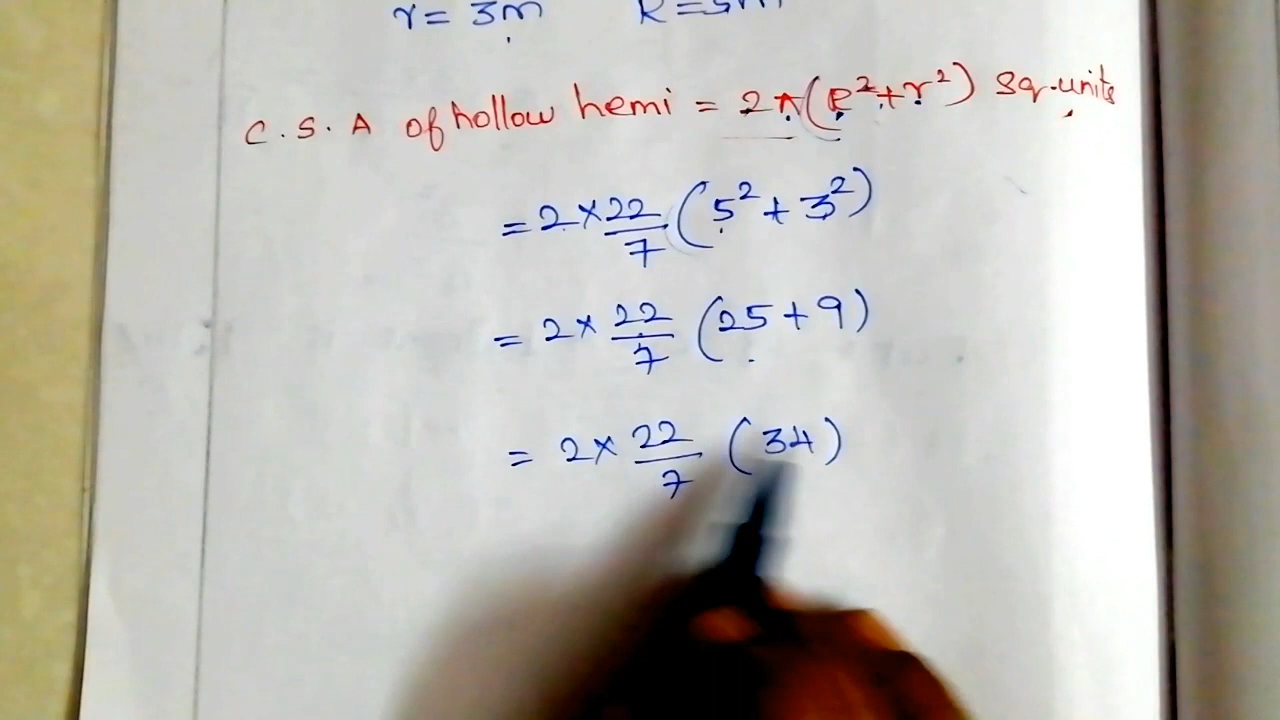 r = 3m R = 5m
C.S.A of hollow hemi = 2π(R²+r²) sq.units
= 2 × 22/7 (5² + 3²)
= 2 × 22/7 (25 + 9)
= 2 × 22/7 (34)